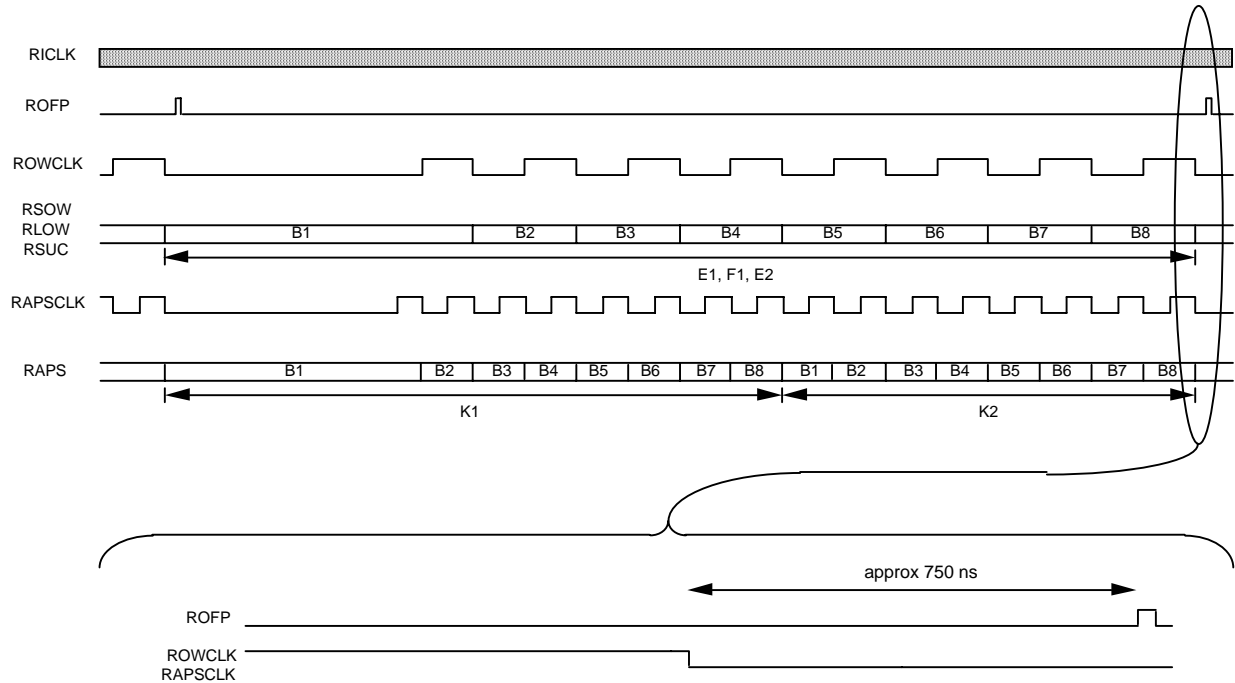 RICLK
ROFP
ROWCLK
RSOW
RLOW
RSUC
B1 B2 B3 B4 B5 B6 B7 B8
E1, F1, E2
RAPSCLK
RAPS
B1 B2 B3 B4 B5 B6 B7 B8 B1 B2 B3 B4 B5 B6 B7 B8
K1 K2
approx 750 ns
ROFP
ROWCLK
RAPSCLK